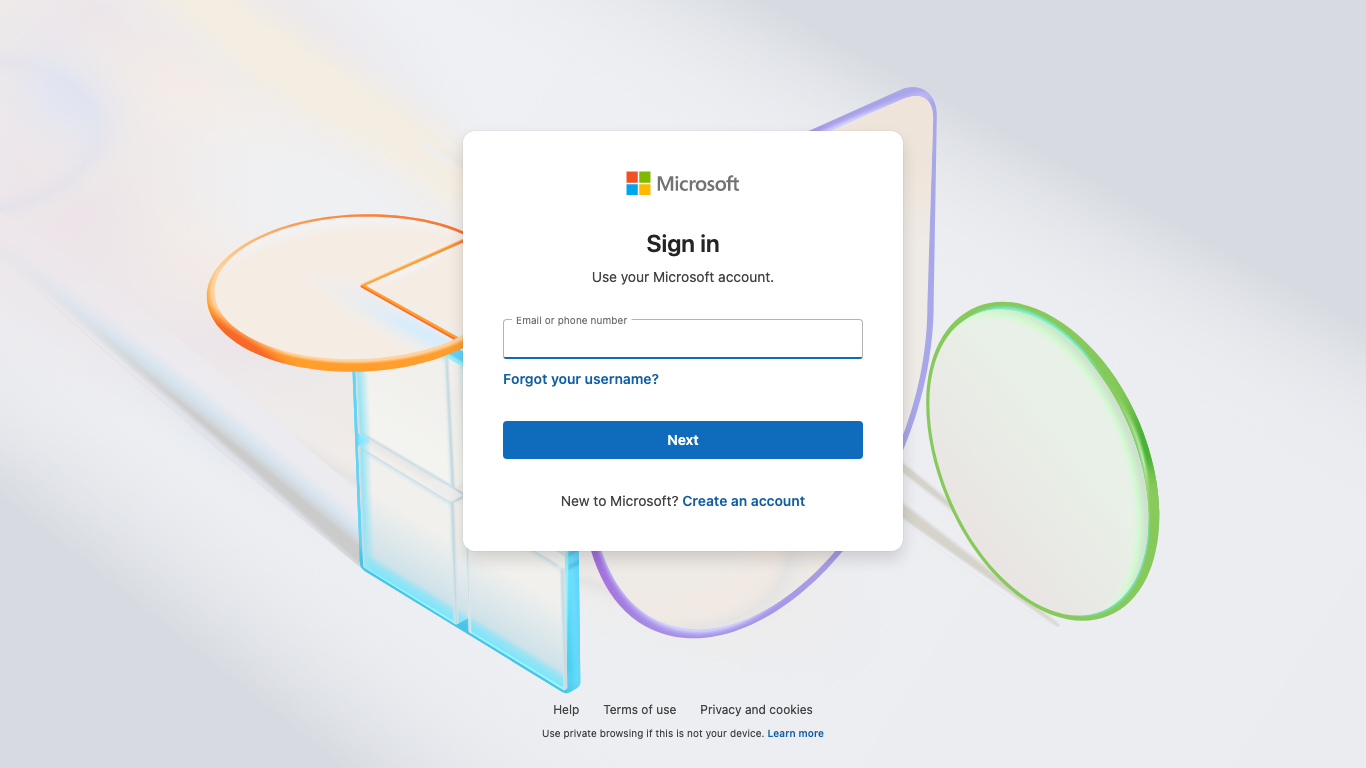 Microsoft
Sign in
Use your Microsoft account.
Email or phone number
Forgot your username?
Next
New to Microsoft? Create an account
Help Terms of use Privacy and cookies
Use private browsing if this is not your device. Learn more